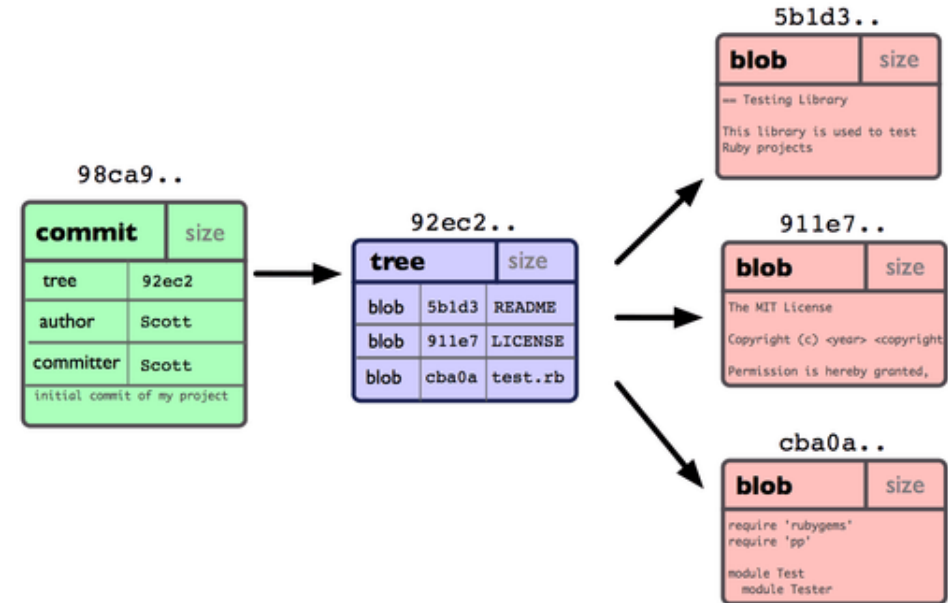 98ca9..
commit size
tree 92ec2
author Scott
committer Scott
initial commit of my project
92ec2..
tree size
blob 5b1d3 README
blob 911e7 LICENSE
blob cba0a test.rb
5b1d3..
blob size
== Testing Library
This library is used to test
Ruby projects
911e7..
blob size
The MIT License
Copyright (c) <year> <copyright
Permission is hereby granted,
cba0a..
blob size
require 'rubygems'
require 'pp'
module Test
module Tester